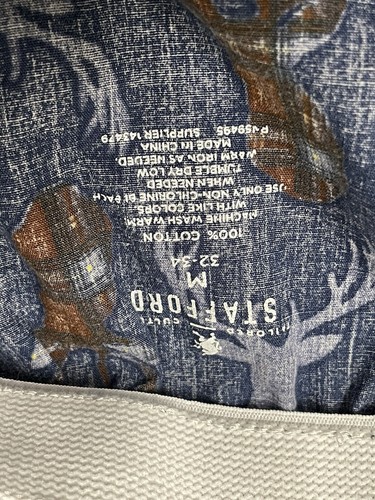 STAFFORD
M
32-34
100% COTTON
MACHINE WASH WARM
WITH LIKE COLORS
USE ONLY NON-CHLORINE BLEACH
WHEN NEEDED
TUMBLE DRY LOW
WARM IRON AS NEEDED
MADE IN CHINA
SUPPLIER 143479